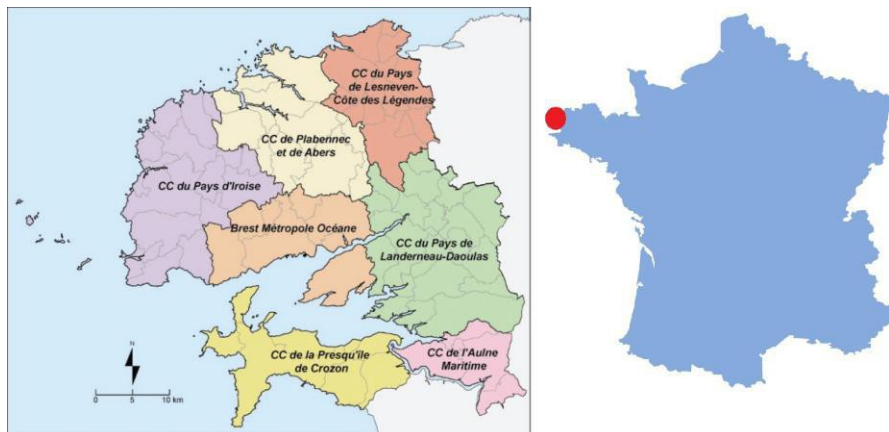 CC du Pays
de Lesneven-
Côte des Légendes
CC de Plabennec
et de Abers
CC du Pays d'Iroise
Brest Métropole Océane
CC du Pays de
Landerneau-Daoulas
CC de la Presqu'île
de Crozon
CC de l'Aulne
Maritime
N
0 5 10 km